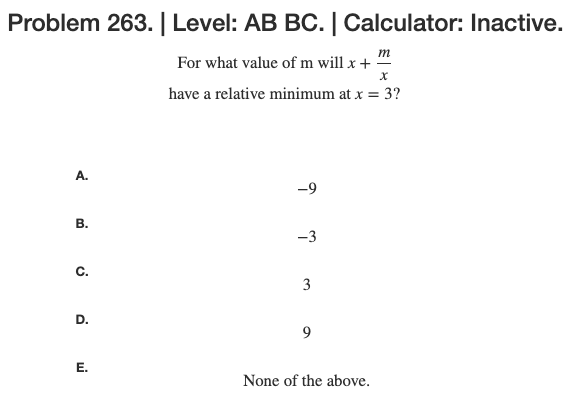 Problem 263. | Level: AB BC. | Calculator: Inactive.
For what value of m will x + m/x
have a relative minimum at x = 3?
A.
−9
B.
−3
C.
3
D.
9
E.
None of the above.